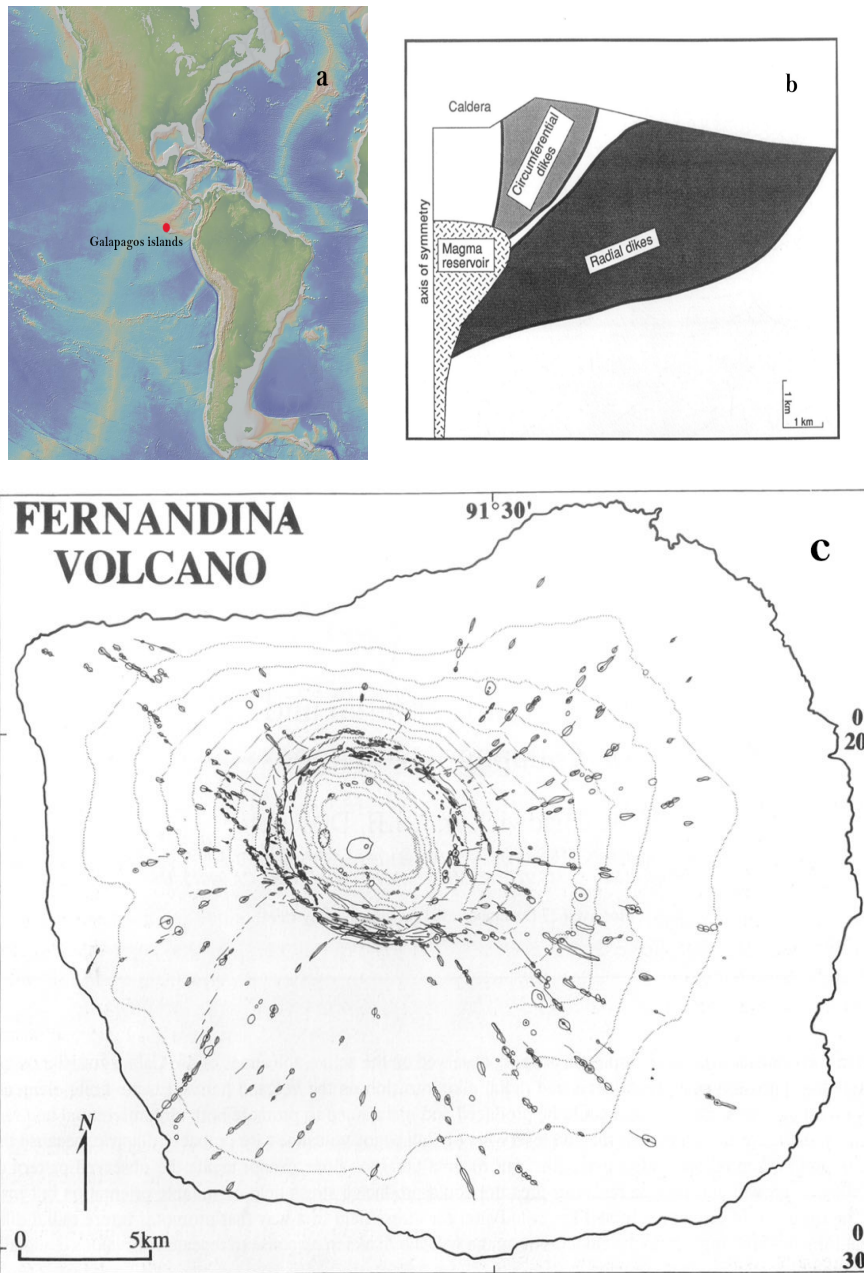 a
Galapagos islands
b
Caldera
Circumferential
dikes
axis of symmetry
Magma
reservoir
Radial dikes
1 km
1 km
FERNANDINA
VOLCANO
91°30'
c
0
20
N
0
5km
0
30